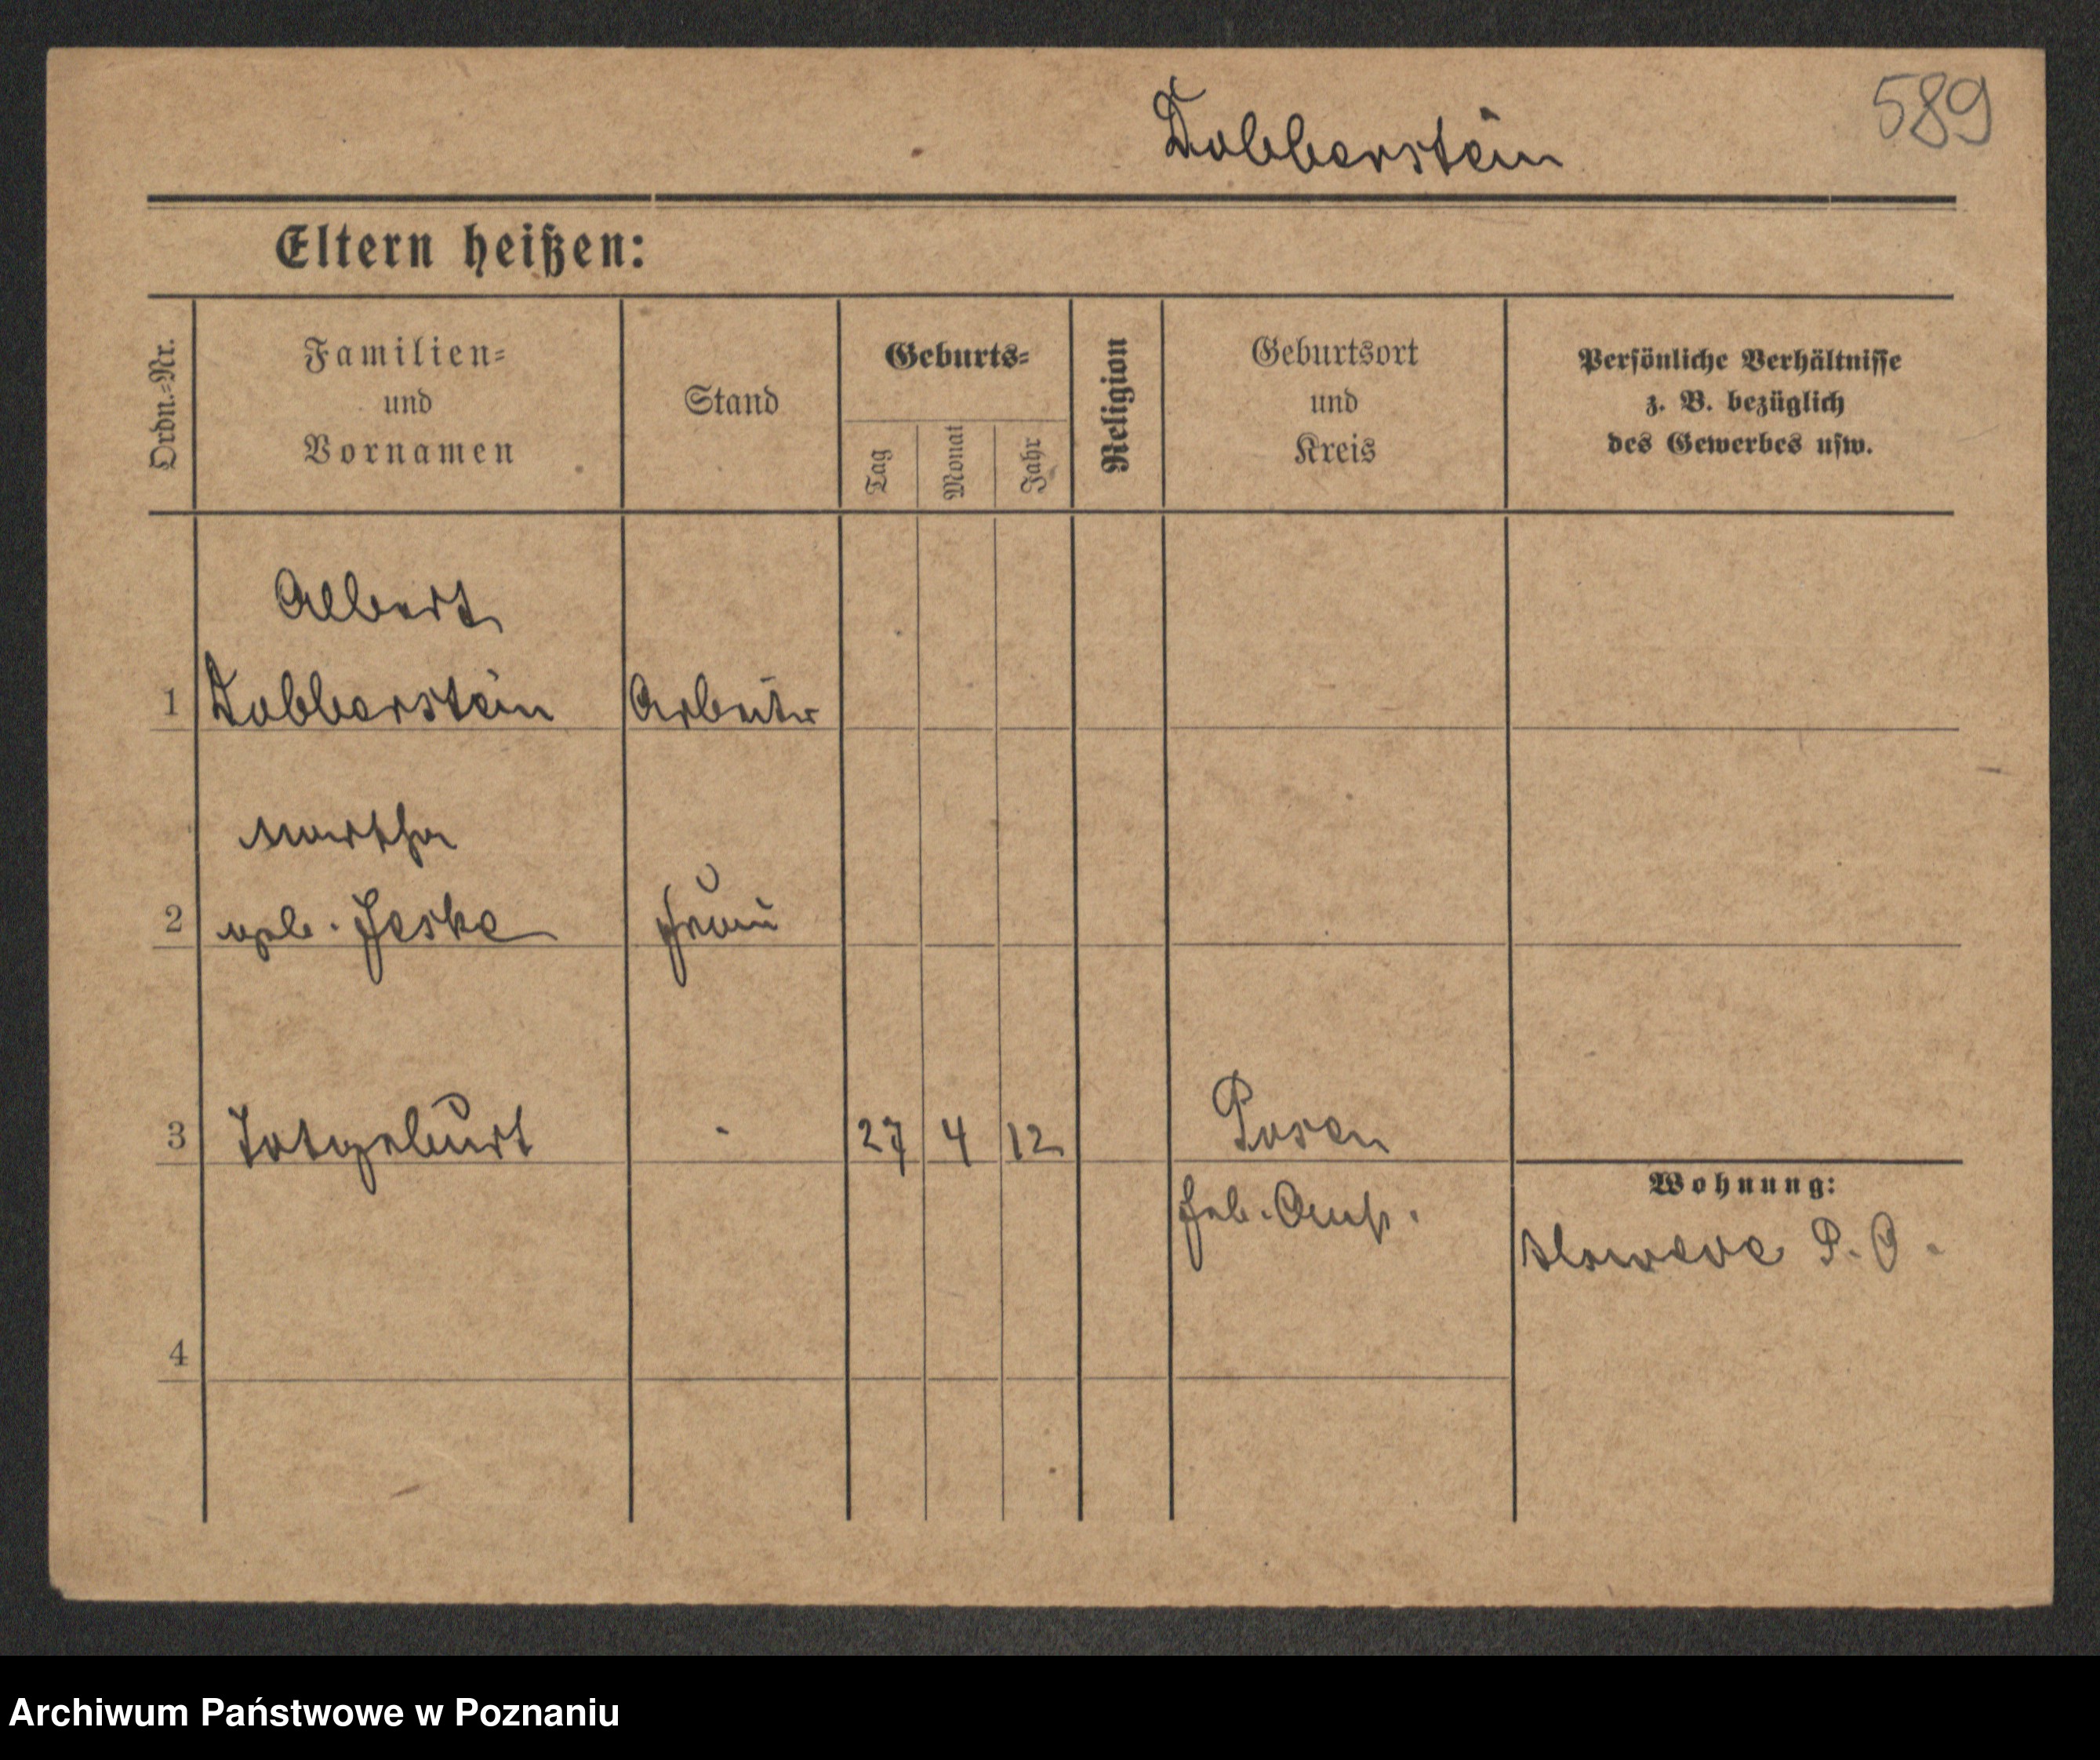 589
Dobberstein
Eltern heißen:
Ordn.-Nr.
Familien-
und
Vornamen
Stand
Geburts-
Tag
Monat
Jahr
Religion
Geburtsort
und
Kreis
Persönliche Verhältnisse
z. B. bezüglich
des Gewerbes usw.
Albert
1 Dobberstein Arbeiter
Martha
2 geb. Jeske Frau
3 Totgeburt - 27 4 12 Posen
Wohnung:
P. O.
4
Archiwum Państwowe w Poznaniu